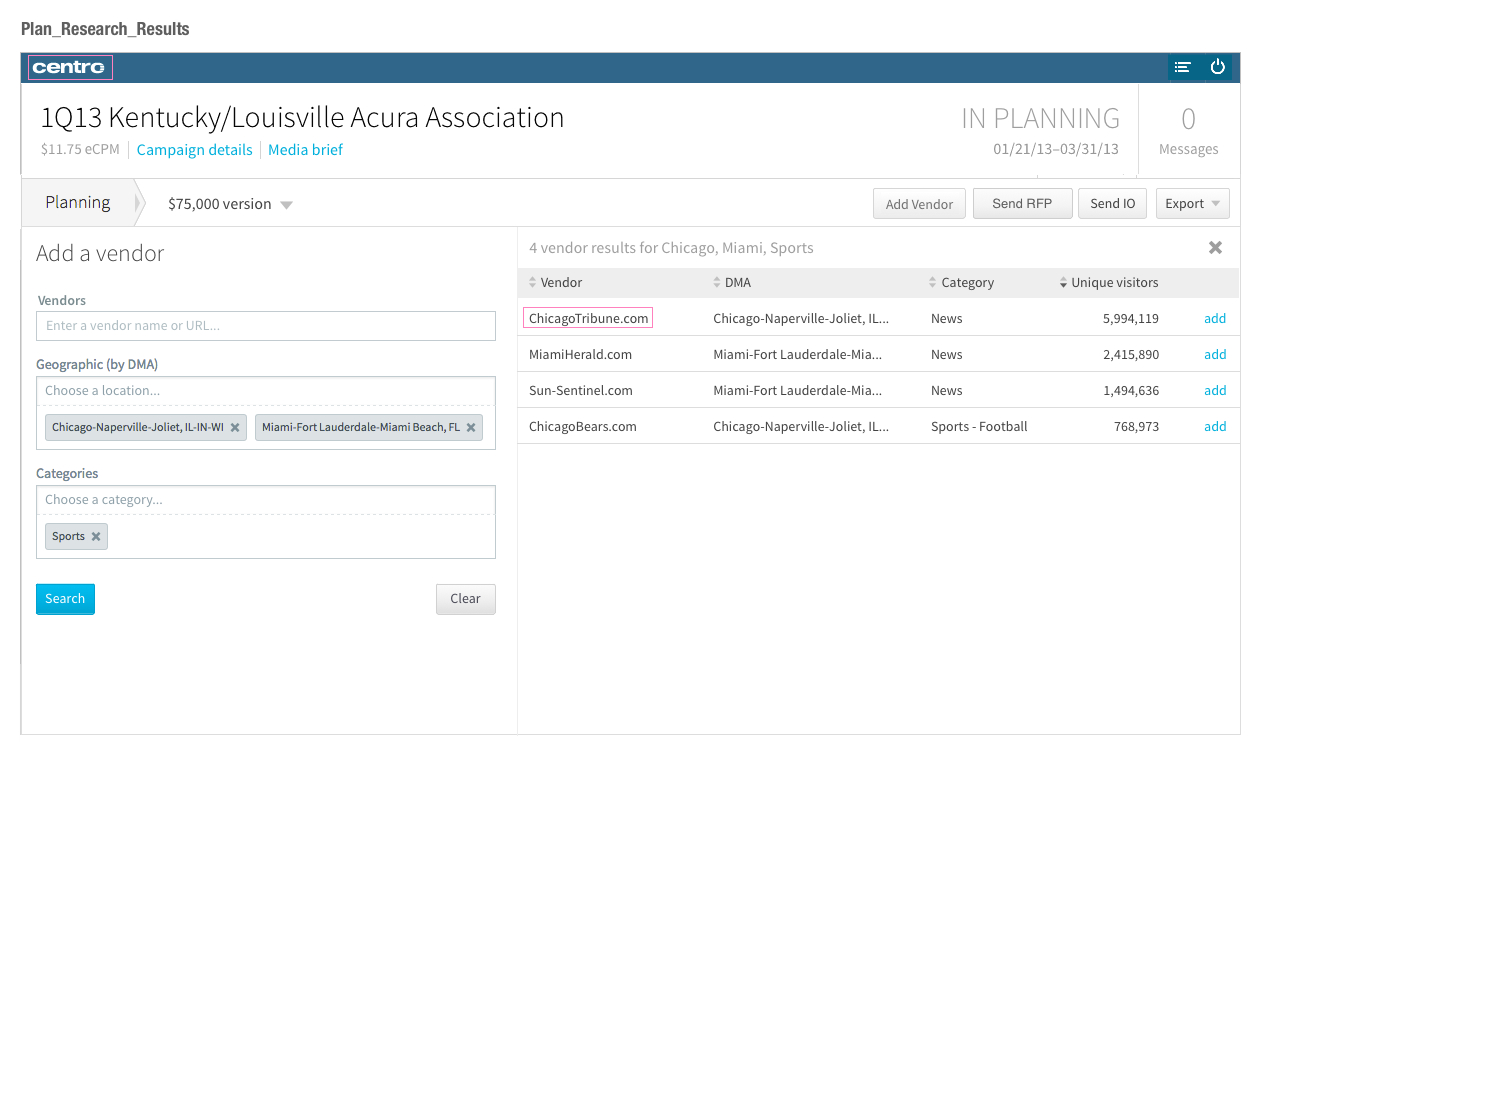 Plan_Research_Results
centro
1Q13 Kentucky/Louisville Acura Association
$11.75 eCPM
Campaign details
Media brief
IN PLANNING
01/21/13–03/31/13
0
Messages
Planning
$75,000 version
Add Vendor
Send RFP
Send IO
Export
Add a vendor
Vendors
Enter a vendor name or URL...
Geographic (by DMA)
Choose a location...
Chicago-Naperville-Joliet, IL-IN-WI
Miami-Fort Lauderdale-Miami Beach, FL
Categories
Choose a category...
Sports
Search
Clear
4 vendor results for Chicago, Miami, Sports
Vendor DMA Category Unique visitors
ChicagoTribune.com Chicago-Naperville-Joliet, IL... News 5,994,119 add
MiamiHerald.com Miami-Fort Lauderdale-Mia... News 2,415,890 add
Sun-Sentinel.com Miami-Fort Lauderdale-Mia... News 1,494,636 add
ChicagoBears.com Chicago-Naperville-Joliet, IL... Sports - Football 768,973 add